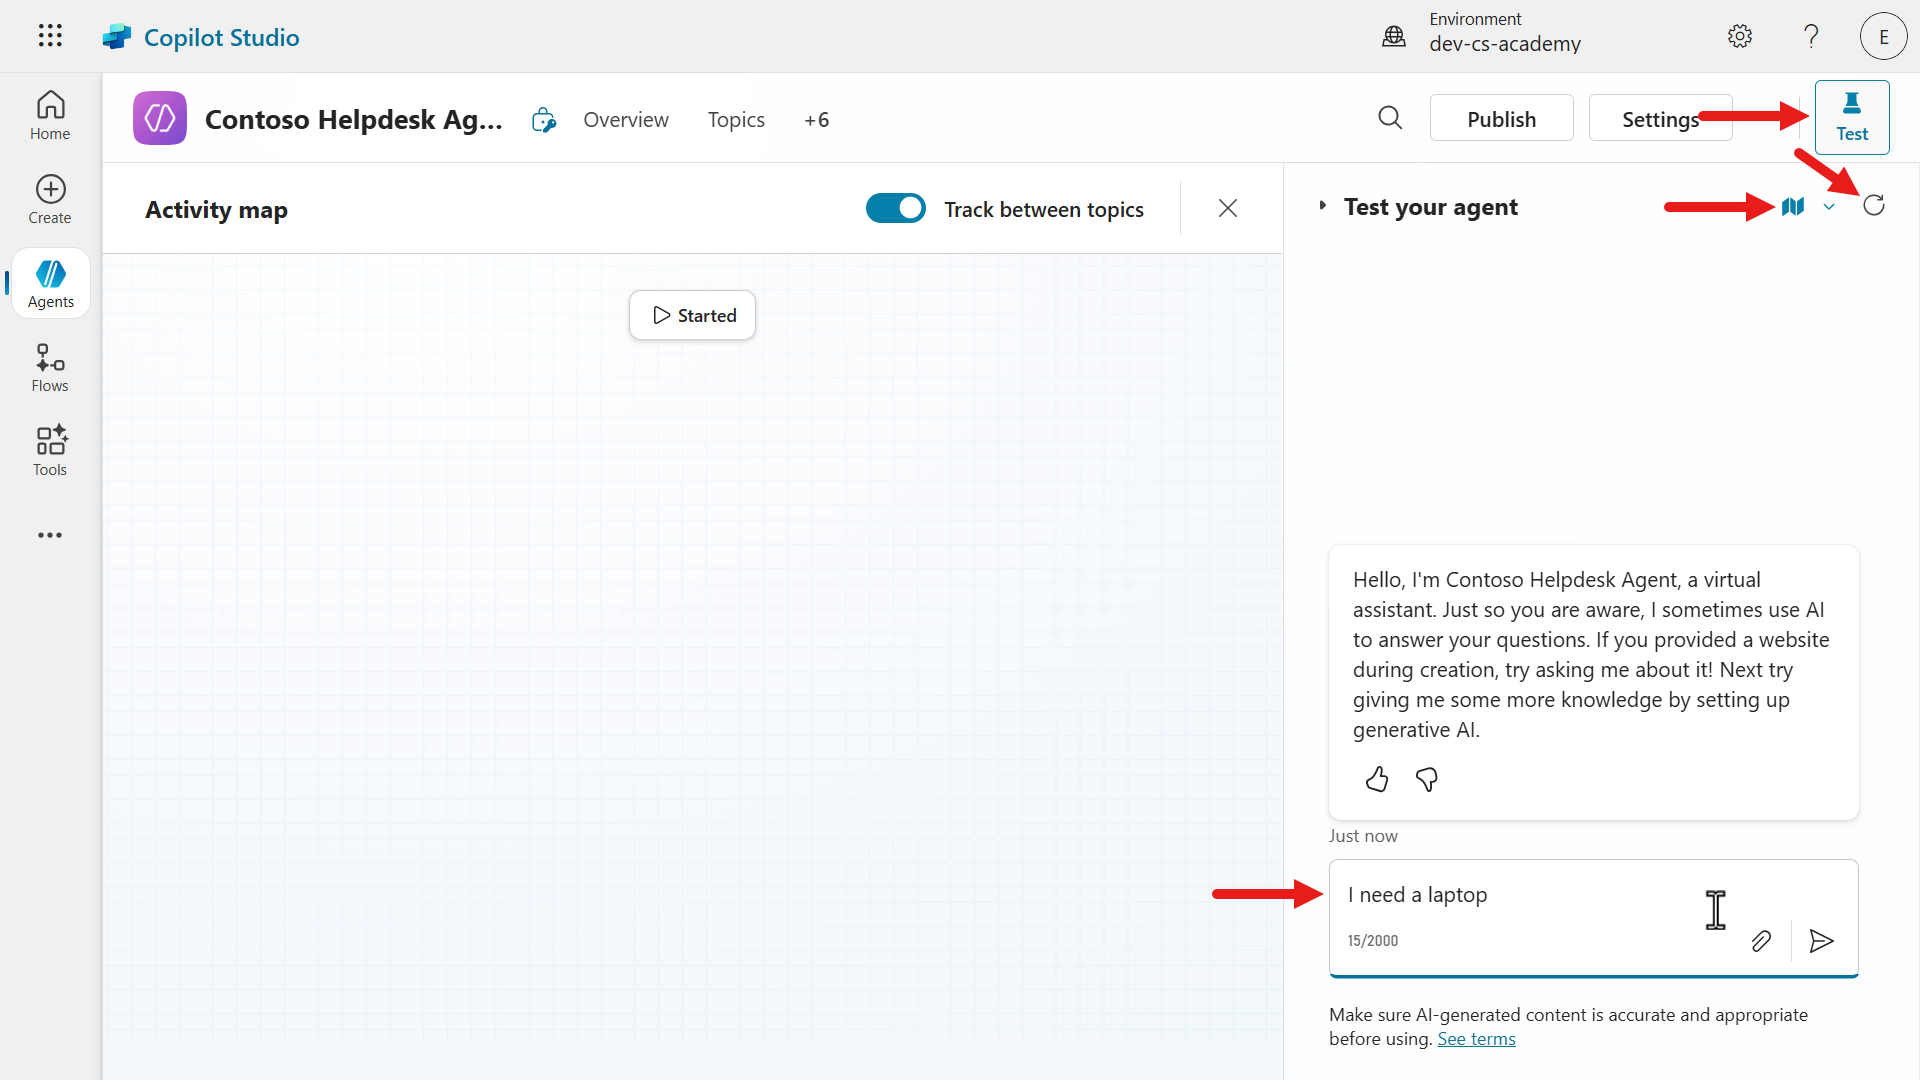 Copilot Studio
Environment
dev-cs-academy
E
Home
Create
Agents
Flows
Tools
Contoso Helpdesk Ag...
Overview
Topics
+6
Publish
Settings
Test
Activity map
Track between topics
Started
Test your agent
Hello, I'm Contoso Helpdesk Agent, a virtual
assistant. Just so you are aware, I sometimes use AI
to answer your questions. If you provided a website
during creation, try asking me about it! Next try
giving me some more knowledge by setting up
generative AI.
Just now
I need a laptop
15/2000
Make sure AI-generated content is accurate and appropriate
before using. See terms